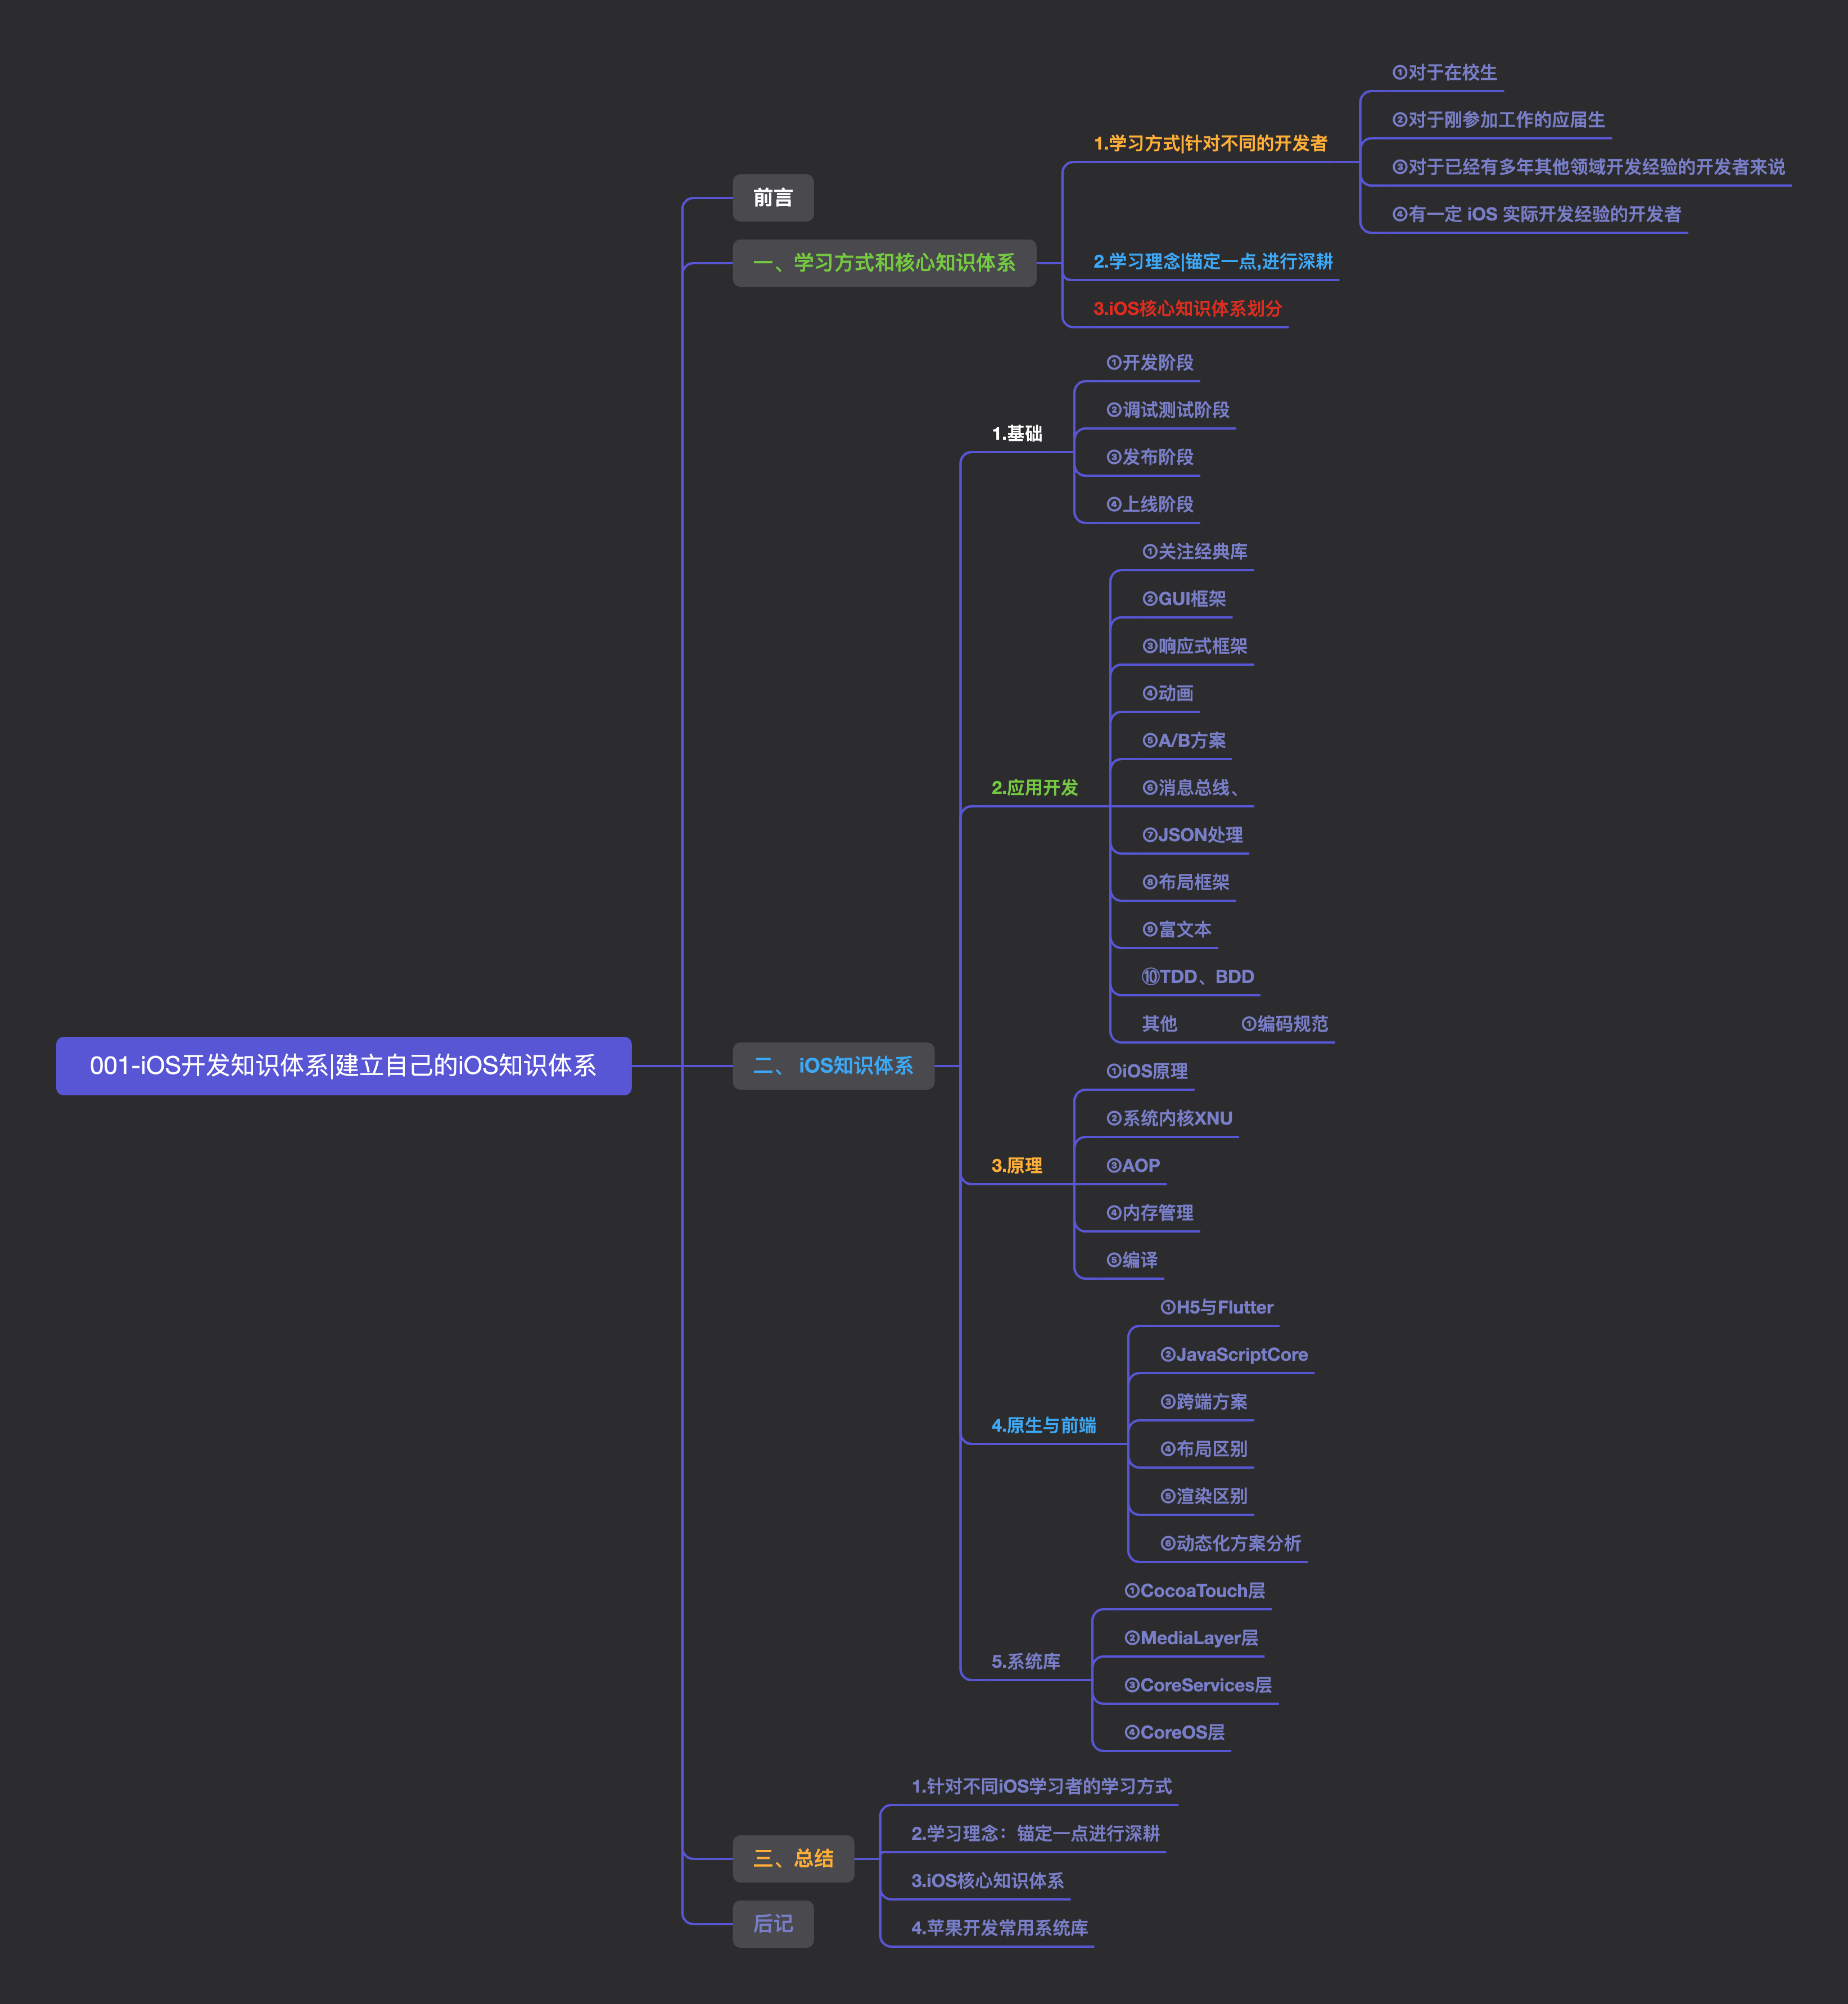 001-iOS开发知识体系|建立自己的iOS知识体系
前言
一、学习方式和核心知识体系
1.学习方式|针对不同的开发者
①对于在校生
②对于刚参加工作的应届生
③对于已经有多年其他领域开发经验的开发者来说
④有一定 iOS 实际开发经验的开发者
2.学习理念|锚定一点,进行深耕
3.iOS核心知识体系划分
二、 iOS知识体系
1.基础
①开发阶段
②调试测试阶段
③发布阶段
④上线阶段
2.应用开发
①关注经典库
②GUI框架
③响应式框架
④动画
⑤A/B方案
⑥消息总线、
⑦JSON处理
⑧布局框架
⑨富文本
⑩TDD、BDD
其他 ①编码规范
3.原理
①iOS原理
②系统内核XNU
③AOP
④内存管理
⑤编译
4.原生与前端
①H5与Flutter
②JavaScriptCore
③跨端方案
④布局区别
⑤渲染区别
⑥动态化方案分析
5.系统库
①CocoaTouch层
②MediaLayer层
③CoreServices层
④CoreOS层
三、总结
1.针对不同iOS学习者的学习方式
2.学习理念：锚定一点进行深耕
3.iOS核心知识体系
4.苹果开发常用系统库
后记